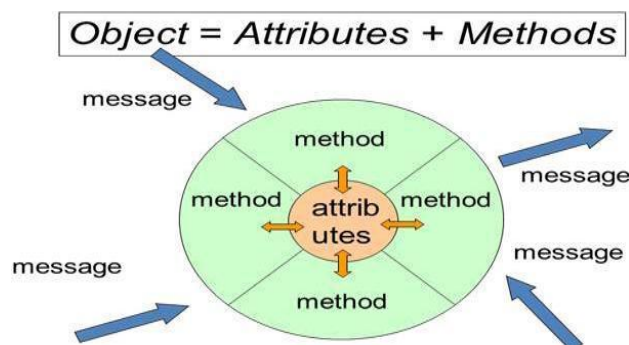 Object = Attributes + Methods
message
method
method
attrib
utes
method
message
message
message
method